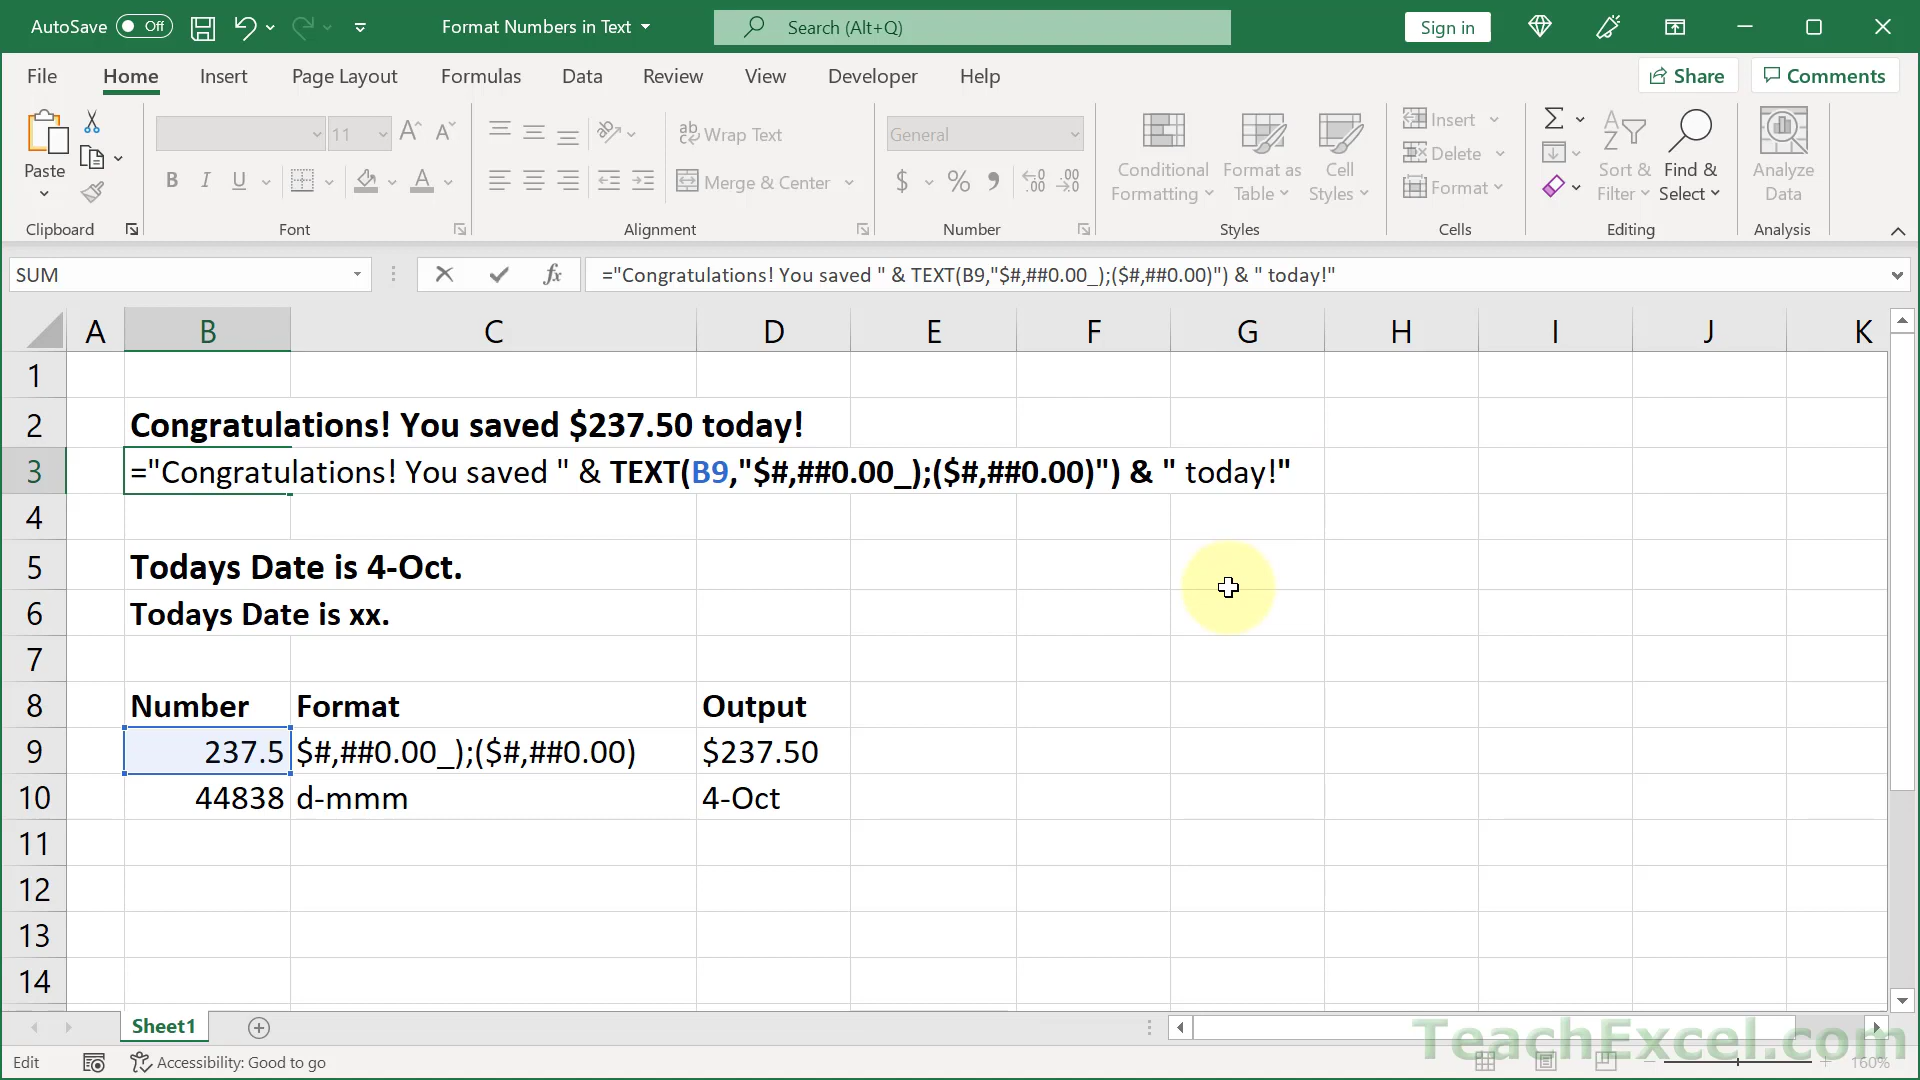 AutoSave Off Format Numbers in Text Search (Alt+Q) Sign in
File Home Insert Page Layout Formulas Data Review View Developer Help Share Comments
Paste 11 Wrap Text General Conditional Formatting Format as Table Cell Styles Insert Sort & Filter Find & Select Analyze Data
B I U Merge & Center $ % Delete
Format
Clipboard Font Alignment Number Styles Cells Editing Analysis
SUM fx ="Congratulations! You saved " & TEXT(B9,"$#,##0.00_);($#,##0.00)") & " today!"
A B C D E F G H I J K
1
2 Congratulations! You saved $237.50 today!
3 ="Congratulations! You saved " & TEXT(B9,"$#,##0.00_);($#,##0.00)") & " today!"
4
5 Todays Date is 4-Oct.
6 Todays Date is xx.
7
8 Number Format Output
9 237.5 $#,##0.00_);($#,##0.00) $237.50
10 44838 d-mmm 4-Oct
11
12
13
14
Sheet1
TeachExcel.com
Edit Accessibility: Good to go 160%